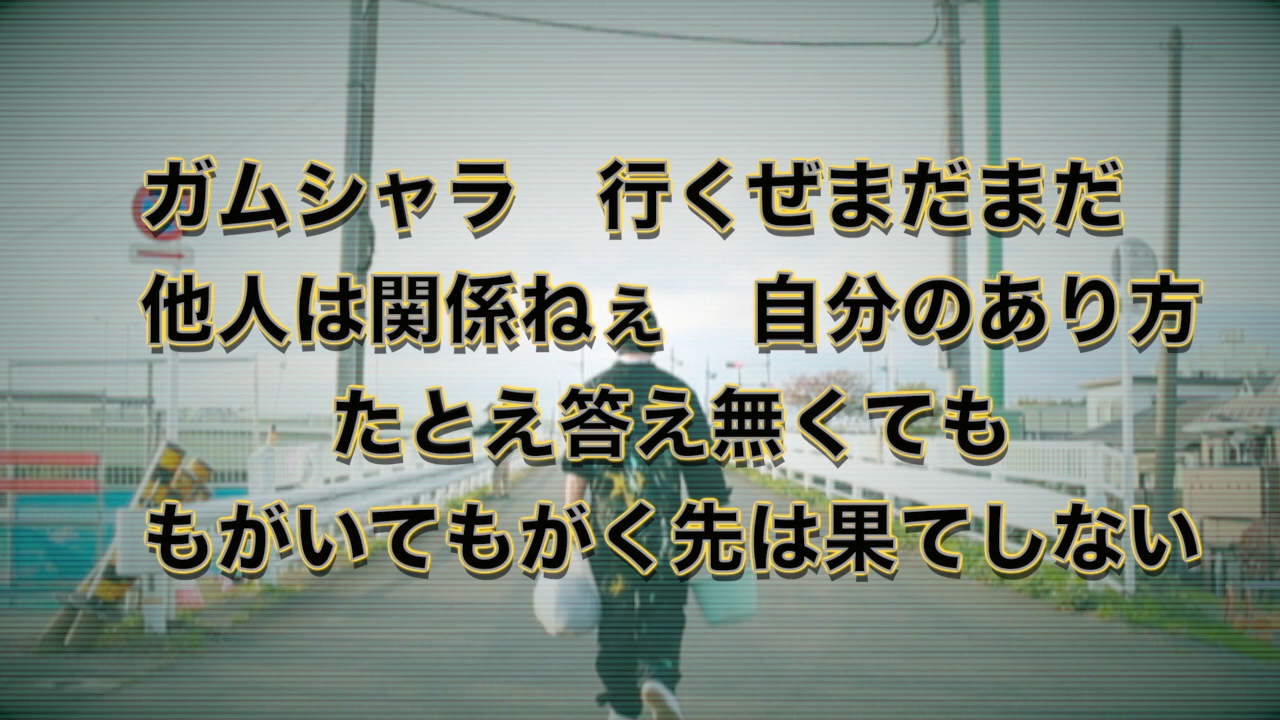 ガムシャラ　行くぜまだまだ
他人は関係ねぇ　自分のあり方
たとえ答え無くても
もがいてもがく先は果てしない